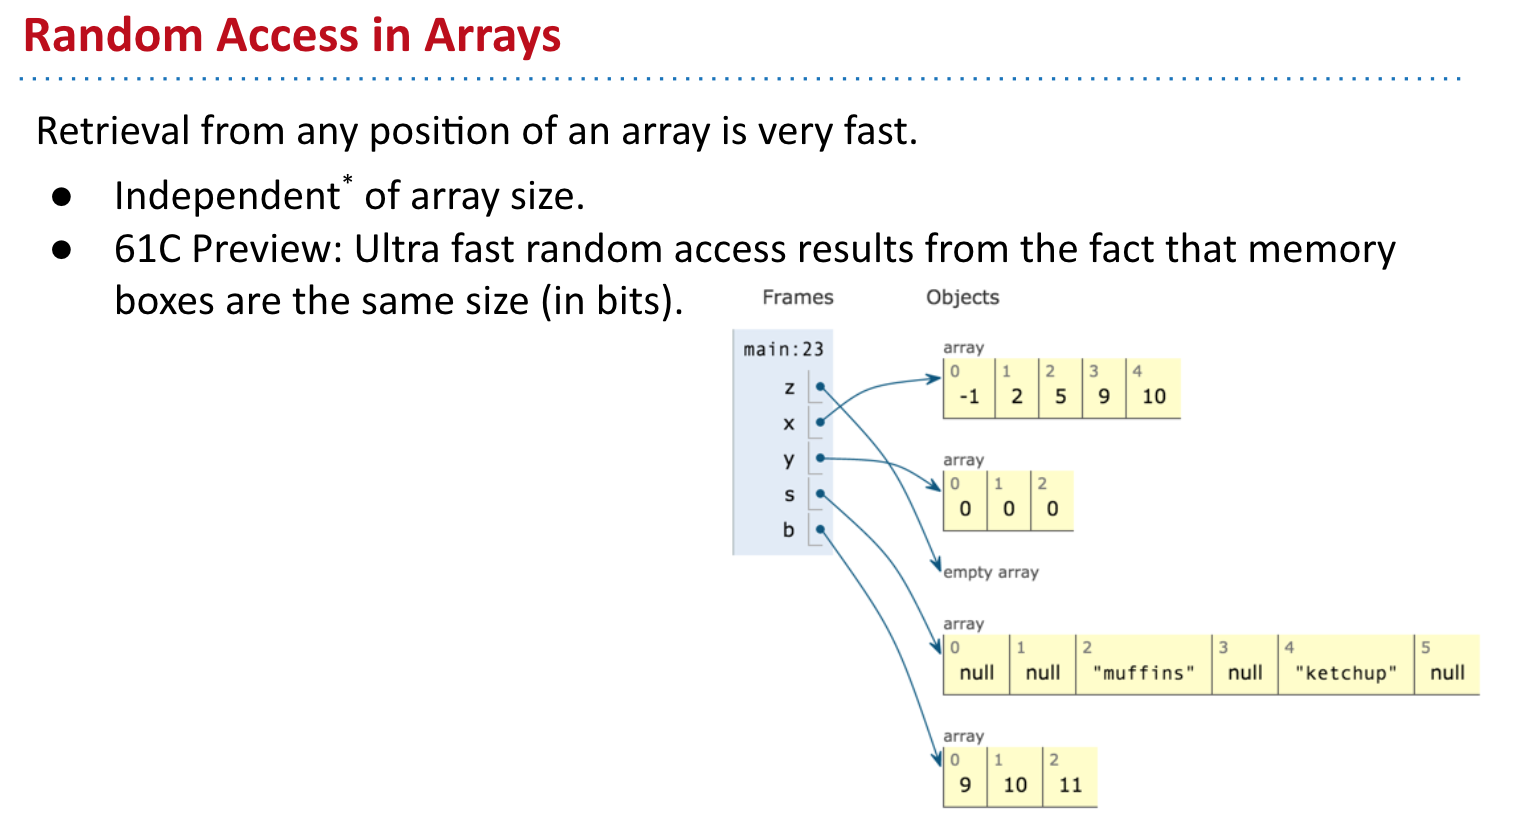 Random Access in Arrays
Retrieval from any position of an array is very fast.
● Independent* of array size.
● 61C Preview: Ultra fast random access results from the fact that memory
boxes are the same size (in bits).
Frames Objects
main:23
z
x
y
s
b
array
0 1 2 3 4
-1 2 5 9 10
array
0 1 2
0 0 0
empty array
array
0 1 2 3 4 5
null null "muffins" null "ketchup" null
array
0 1 2
9 10 11